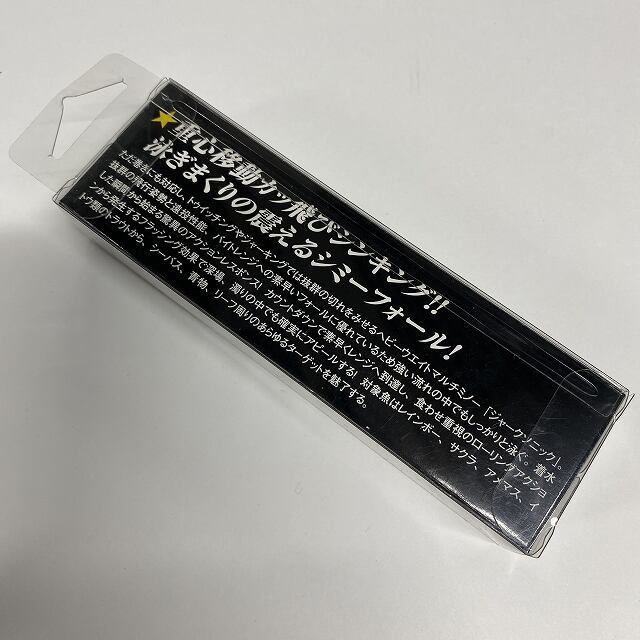 ★重心移動カッ飛びシンキング!!
泳ぎまくりの震えるシミーフォール!
ただ巻きにも対応し、トゥイッチングやジャーキングでは抜群の切れをみせるヘビーウエイトマルチミノー「シャークソニック」。
抜群の飛行姿勢と遠投性能、バイトレンジへの素早いフォールに優れているため強い流れの中でもしっかりと泳ぐ。着水
した瞬間から始まる驚異のアクションレスポンス!カウントダウンで素早くレンジへ到達し、食わせ重視のローリングアクショ
ンが発生するフラッシング効果で深場、濁りの中でも確実にアピールする!対象魚はレインボー、サクラ、アメマス、イ
トウ等のトラウトから、シーバス、青物、リーフ周りのあらゆるターゲットを魅了する。